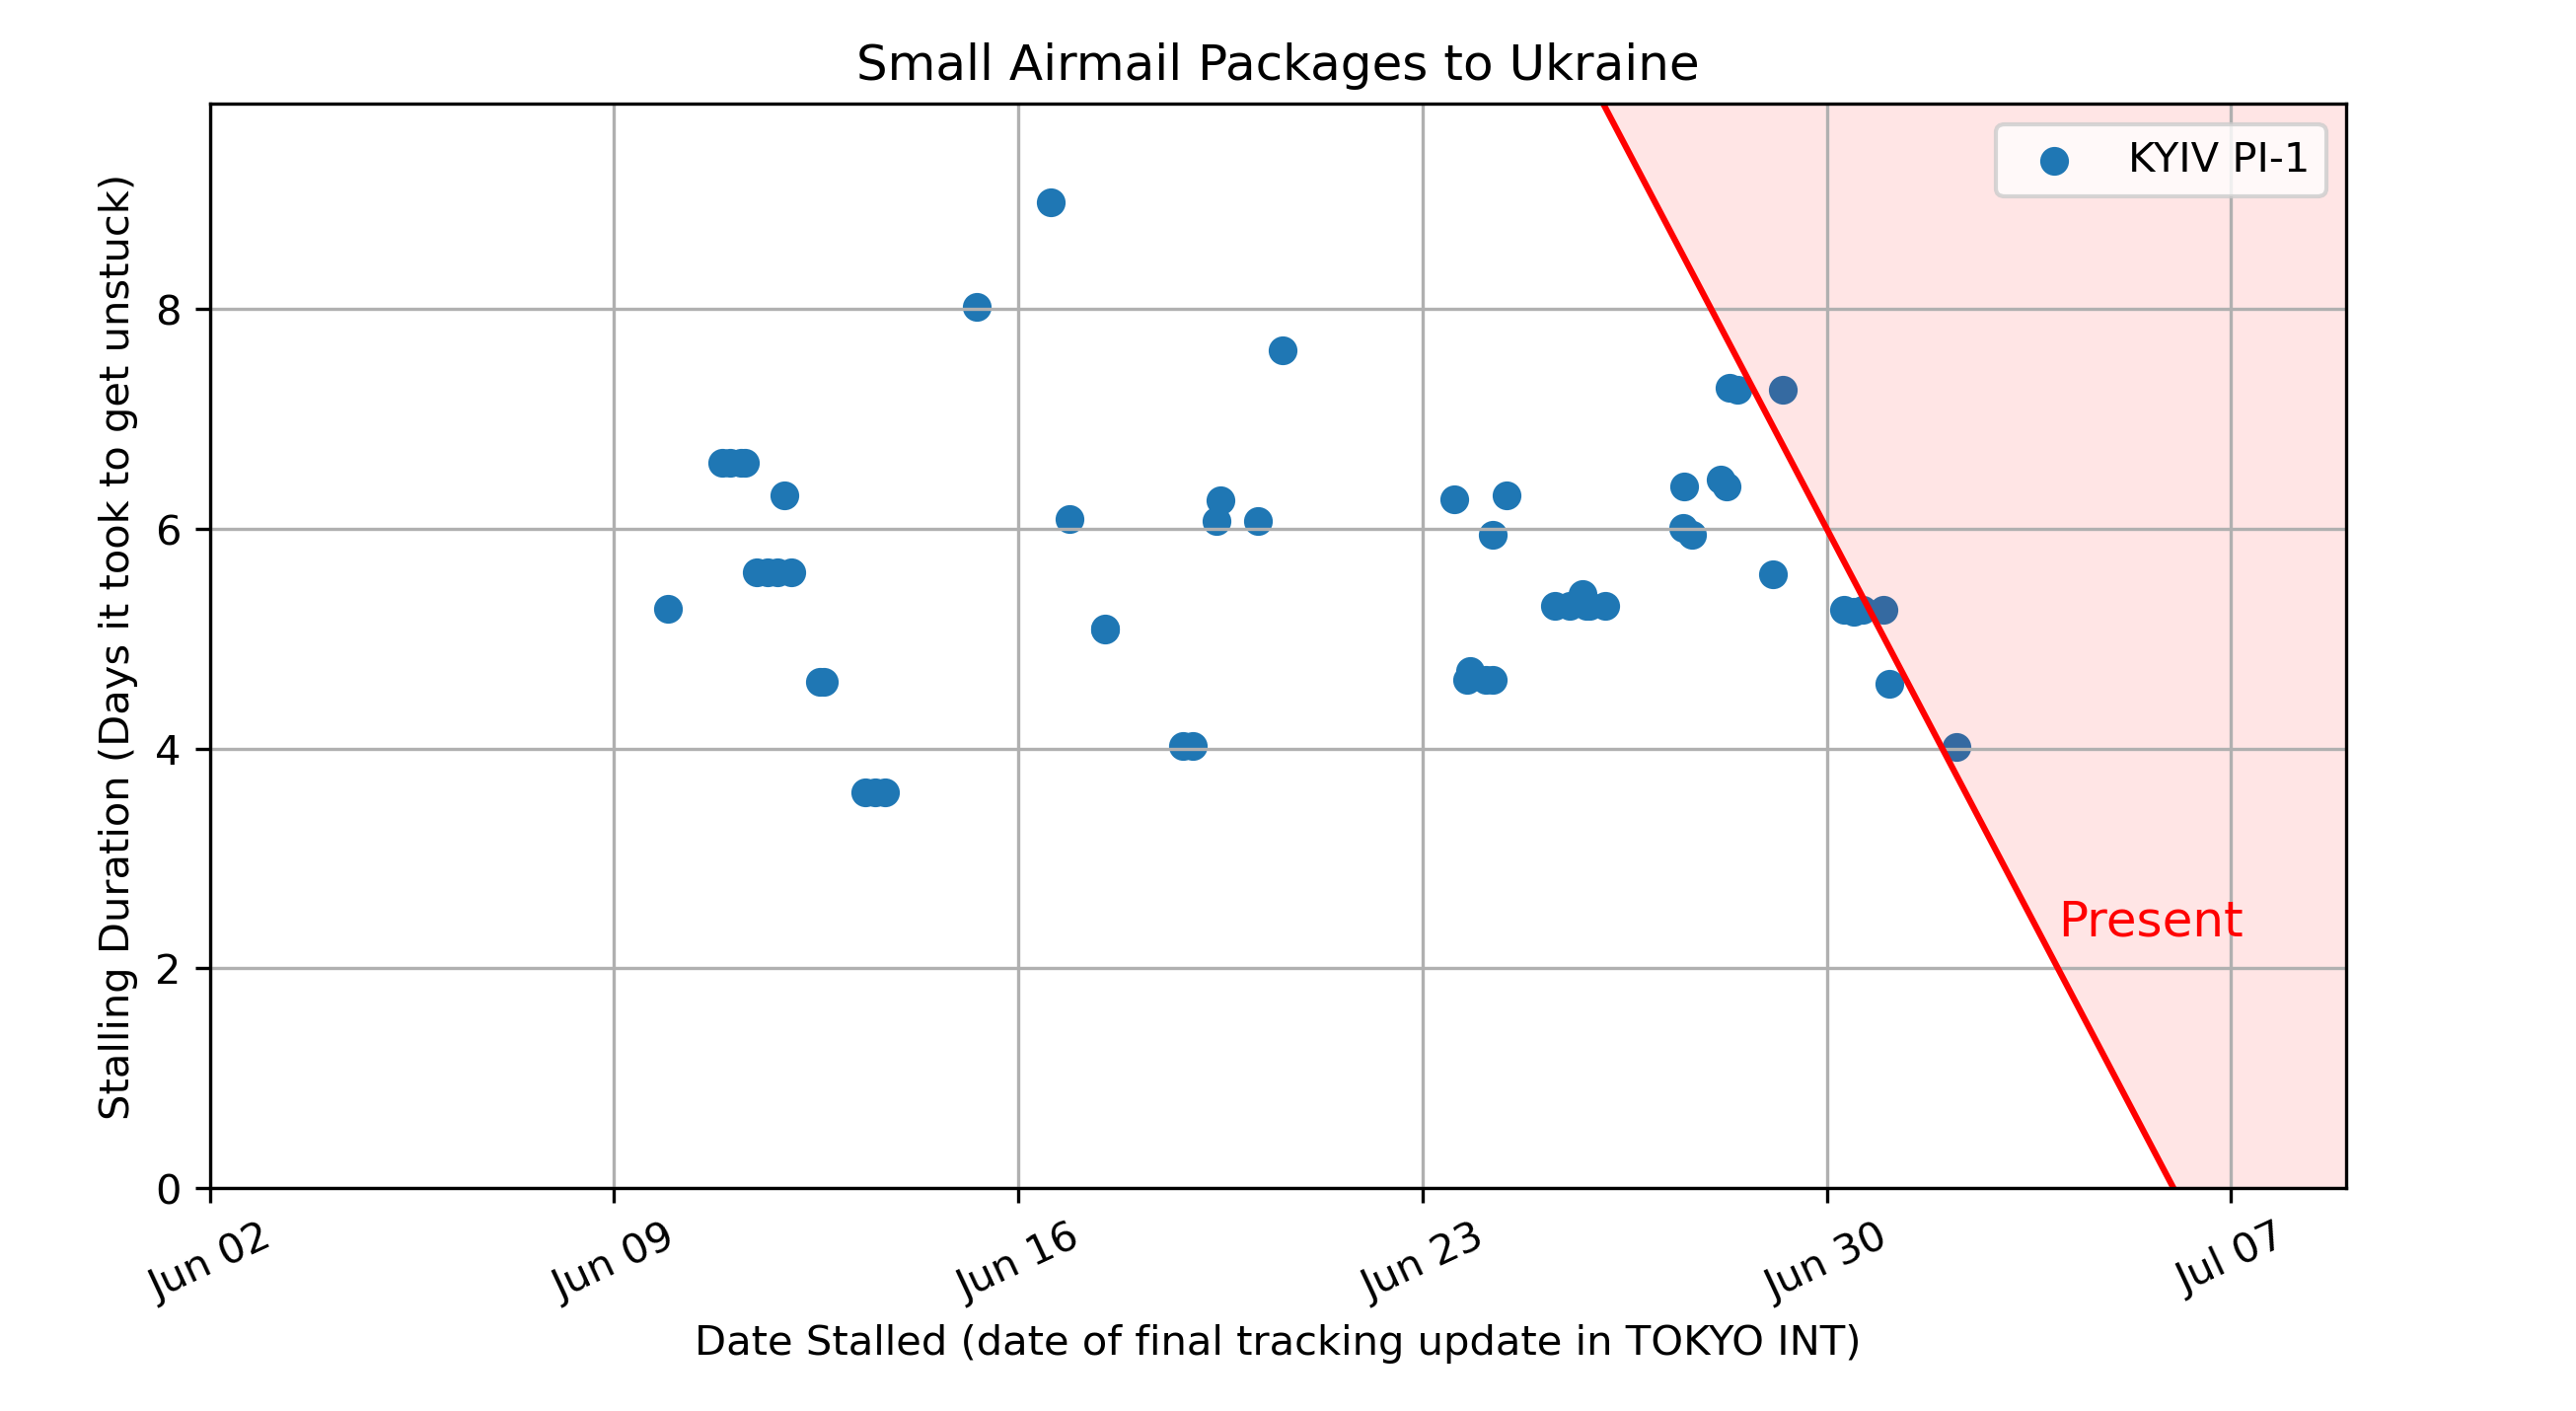 Small Airmail Packages to Ukraine
KYIV PI-1
Stalling Duration (Days it took to get unstuck)
8
6
4
2
0
Present
Jun 02
Jun 09
Jun 16
Jun 23
Jun 30
Jul 07
Date Stalled (date of final tracking update in TOKYO INT)